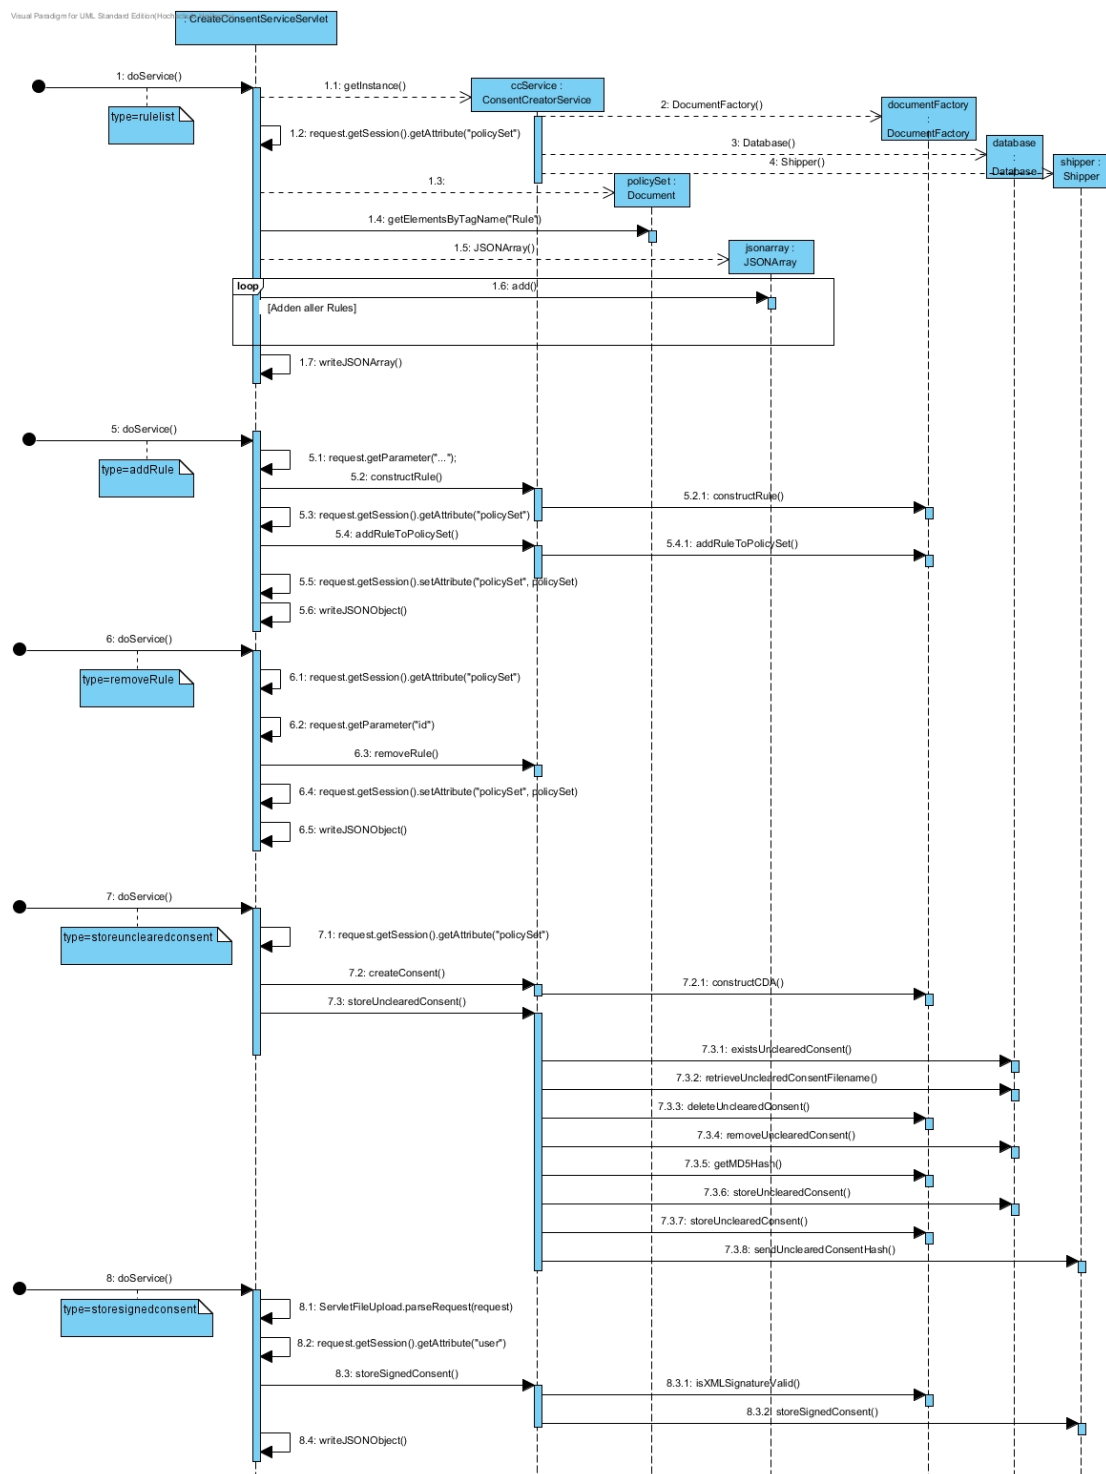 Visual Paradigm for UML Standard Edition(Hoch
: CreateConsentServiceServlet
1: doService()
type=rulelist
1.1: getInstance()
ccService :
ConsentCreatorService
2: DocumentFactory()
documentFactory
:
DocumentFactory
1.2: request.getSession().getAttribute("policySet")
3: Database()
database
:
Database
4: Shipper()
shipper :
Shipper
1.3:
policySet :
Document
1.4: getElementsByTagName("Rule")
1.5: JSONArray()
jsonarray :
JSONArray
loop
1.6: add()
[Adden aller Rules]
1.7: writeJSONArray()
5: doService()
type=addRule
5.1: request.getParameter("...");
5.2: constructRule()
5.2.1: constructRule()
5.3: request.getSession().getAttribute("policySet")
5.4: addRuleToPolicySet()
5.4.1: addRuleToPolicySet()
5.5: request.getSession().setAttribute("policySet", policySet)
5.6: writeJSONObject()
6: doService()
type=removeRule
6.1: request.getSession().getAttribute("policySet")
6.2: request.getParameter("id")
6.3: removeRule()
6.4: request.getSession().setAttribute("policySet", policySet)
6.5: writeJSONObject()
7: doService()
type=storeunclearedconsent
7.1: request.getSession().getAttribute("policySet")
7.2: createConsent()
7.2.1: constructCDA()
7.3: storeUnclearedConsent()
7.3.1: existsUnclearedConsent()
7.3.2: retrieveUnclearedConsentFilename()
7.3.3: deleteUnclearedConsent()
7.3.4: removeUnclearedConsent()
7.3.5: getMD5Hash()
7.3.6: storeUnclearedConsent()
7.3.7: storeUnclearedConsent()
7.3.8: sendUnclearedConsentHash()
8: doService()
type=storesignedconsent
8.1: ServletFileUpload.parseRequest(request)
8.2: request.getSession().getAttribute("user")
8.3: storeSignedConsent()
8.3.1: isXMLSignatureValid()
8.3.2: storeSignedConsent()
8.4: writeJSONObject()